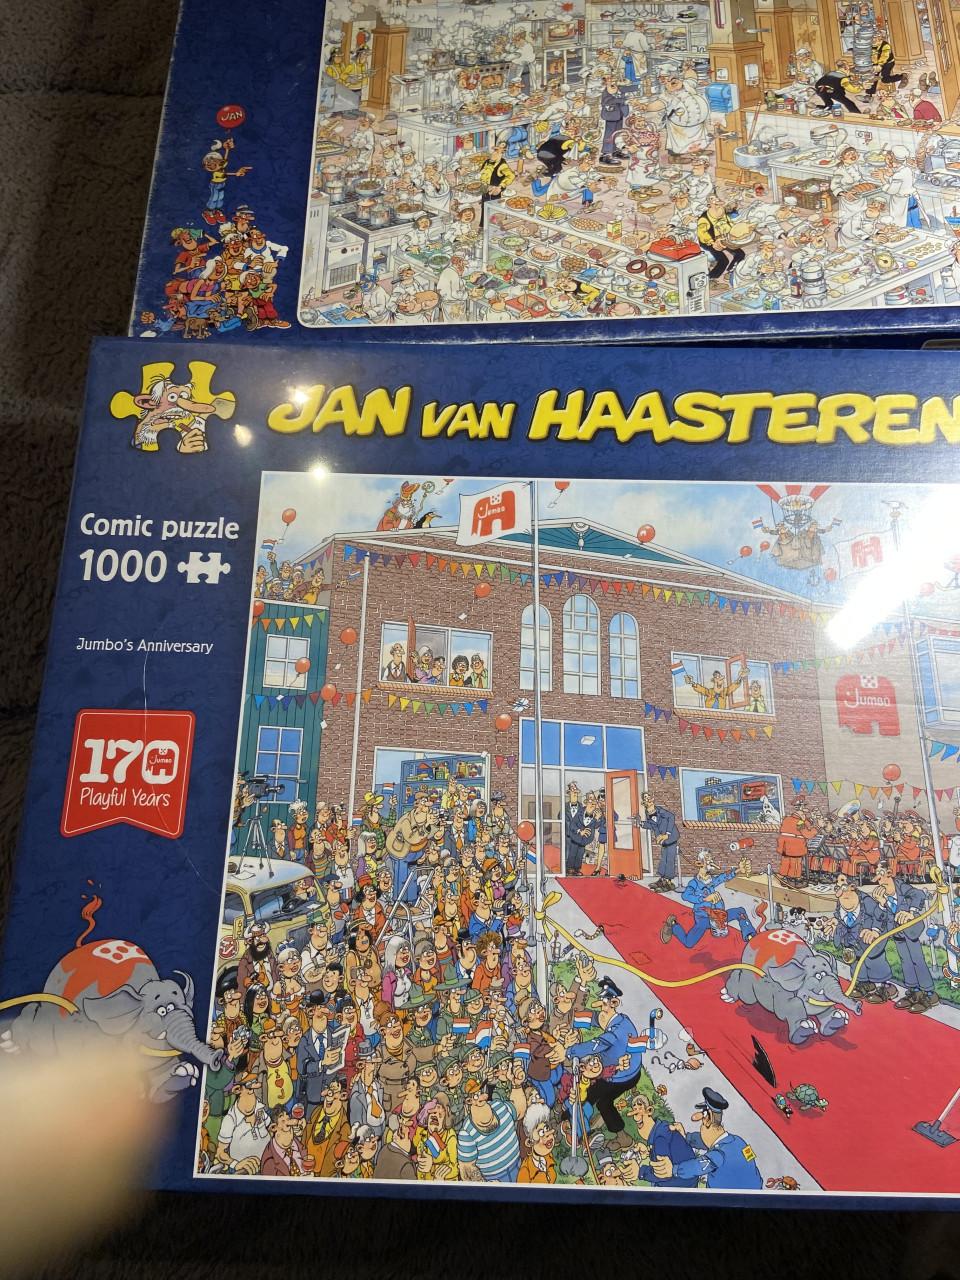 JAN
JAN VAN HAASTEREN
Comic puzzle
1000
Jumbo's Anniversary
170
Jumbo
Playful Years
Jumbo
Jumbo